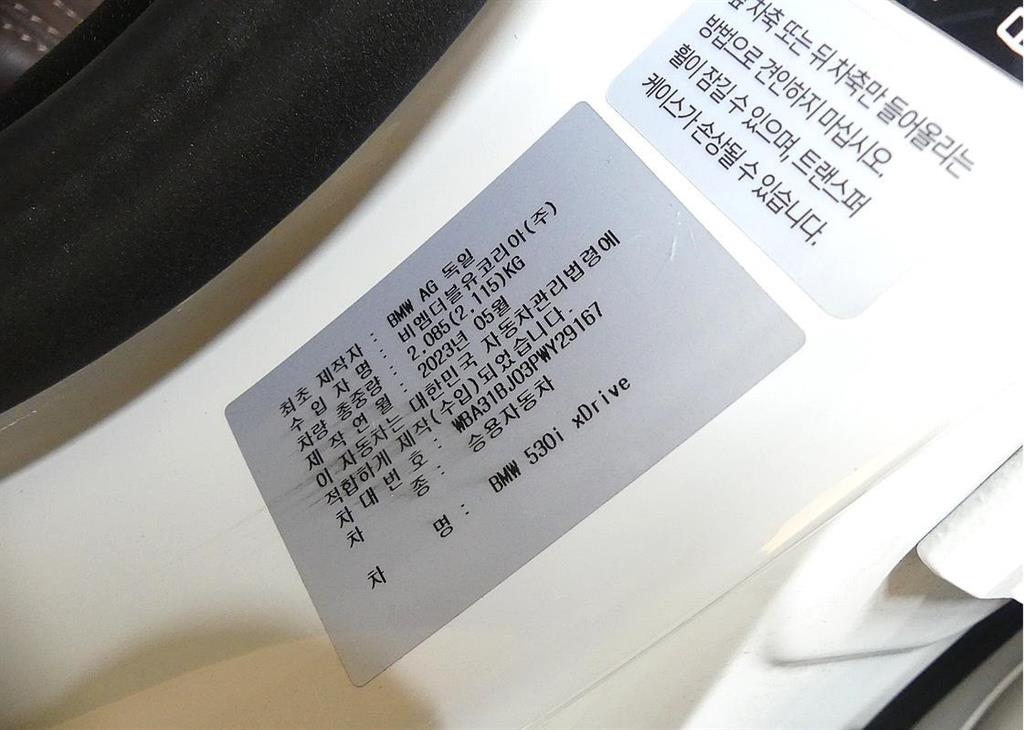 앞 차축 또는 뒤 차축만 들어올리는
방법으로 견인하지 마십시오.
휠이 잠길 수 있으며, 트랜스퍼
케이스가 손상될 수 있습니다.
최초 제작자 : BMW AG 독일
수 입 자 명 : 비엠더블유코리아(주)
차량 총중량 : 2,085(2,115)KG
제 작 연 월 : 2023년 05월
이 자동차는 대한민국 자동차관리법령에
적합하게 제작(수입)되었습니다.
차 대 번 호 : WBA31BJ03PWY29167
차 종 : 승용자동차
차 명 : BMW 530i xDrive